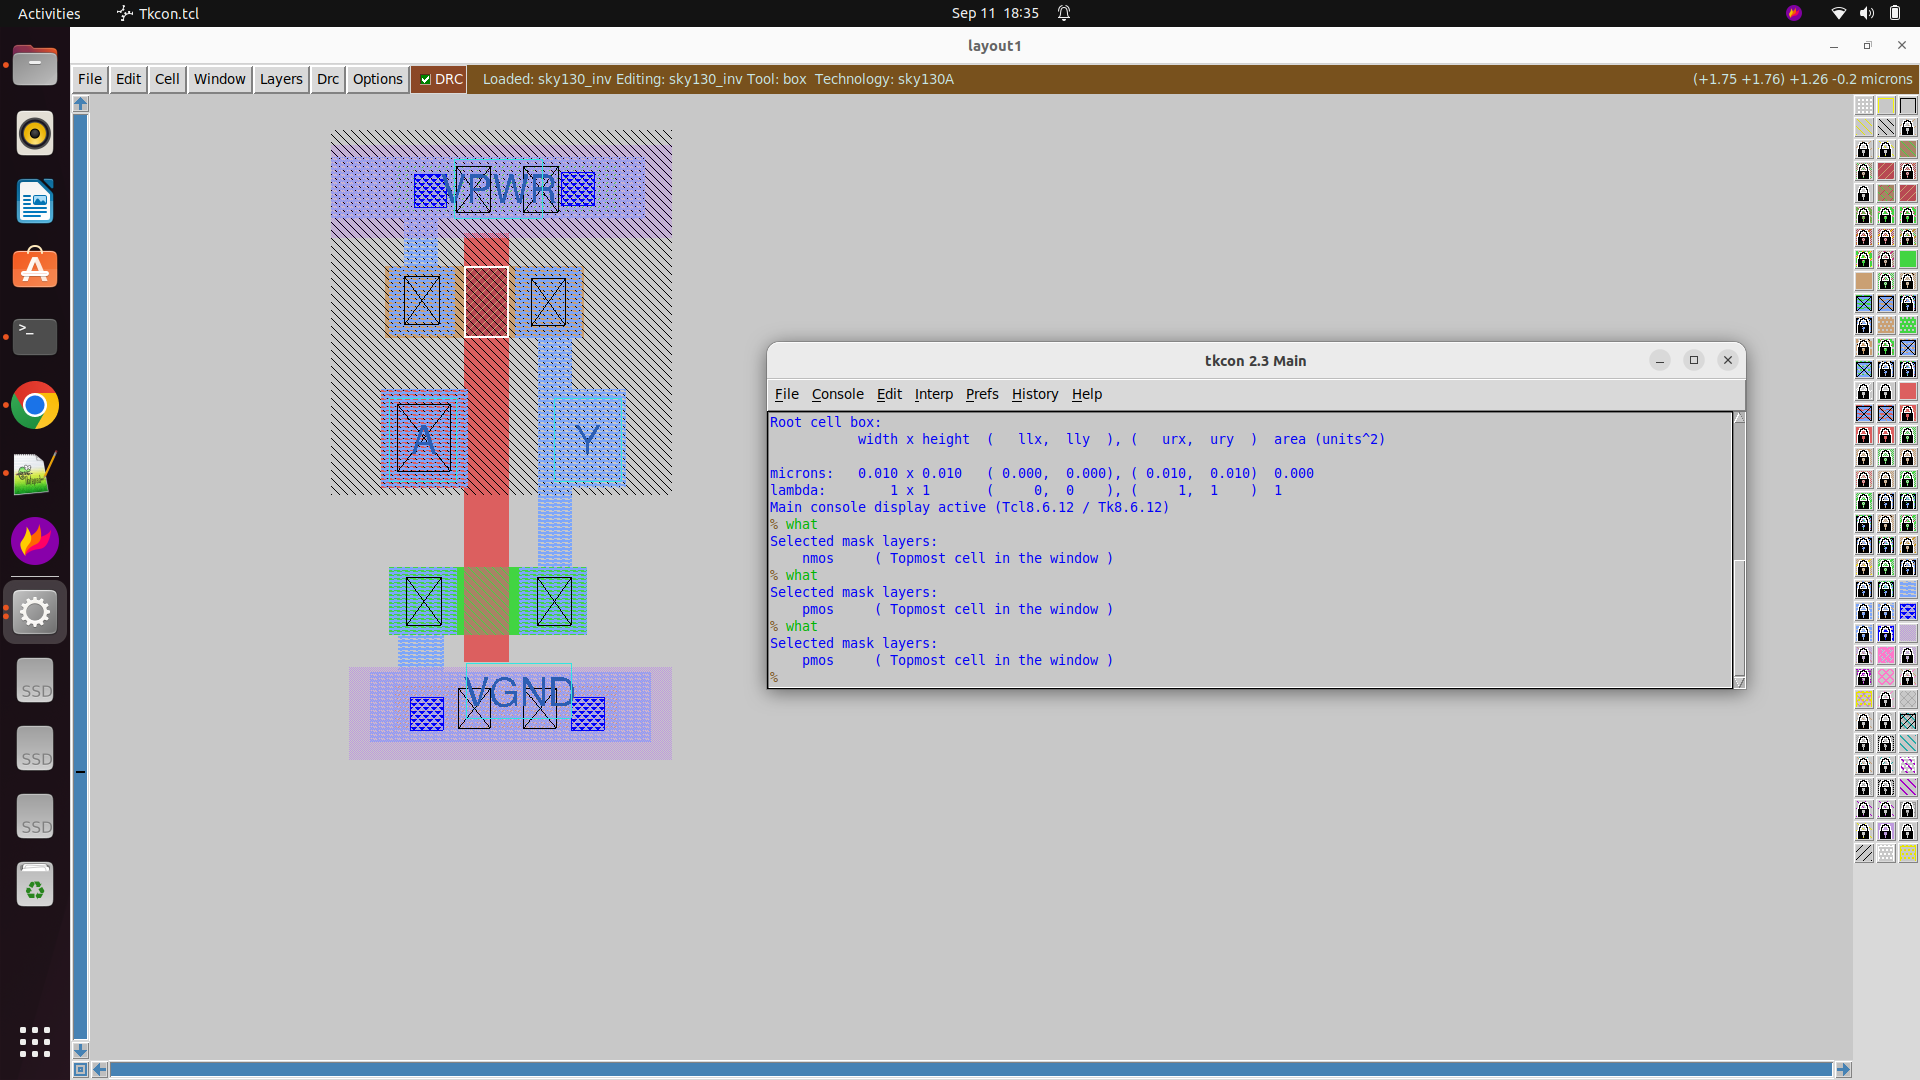 Activities Tkcon.tcl Sep 11 18:35
layout1
File Edit Cell Window Layers Drc Options DRC Loaded: sky130_inv Editing: sky130_inv Tool: box Technology: sky130A (+1.75 +1.76) +1.26 -0.2 microns
VPWR
A
Y
VGND
tkcon 2.3 Main
File Console Edit Interp Prefs History Help
Root cell box:
width x height ( llx, lly ), ( urx, ury ) area (units^2)
microns: 0.010 x 0.010 ( 0.000, 0.000), ( 0.010, 0.010) 0.000
lambda: 1 x 1 ( 0, 0 ), ( 1, 1 ) 1
Main console display active (Tcl8.6.12 / Tk8.6.12)
% what
Selected mask layers:
nmos ( Topmost cell in the window )
% what
Selected mask layers:
pmos ( Topmost cell in the window )
% what
Selected mask layers:
pmos ( Topmost cell in the window )
%
SSD
SSD
SSD